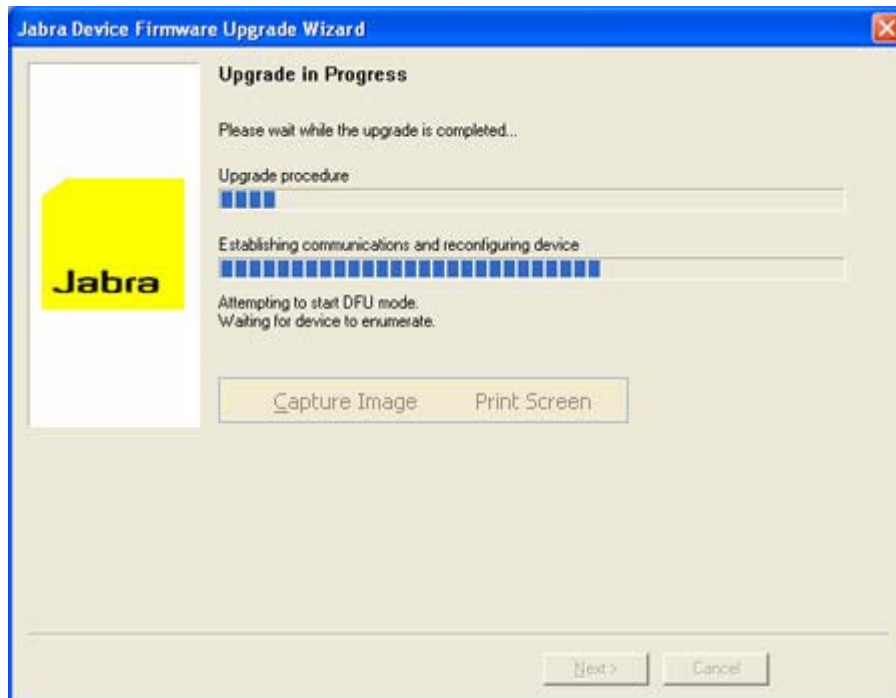 Jabra Device Firmware Upgrade Wizard
Upgrade in Progress
Please wait while the upgrade is completed...
Upgrade procedure
Establishing communications and reconfiguring device
Jabra
Attempting to start DFU mode.
Waiting for device to enumerate.
Capture Image Print Screen
Next > Cancel